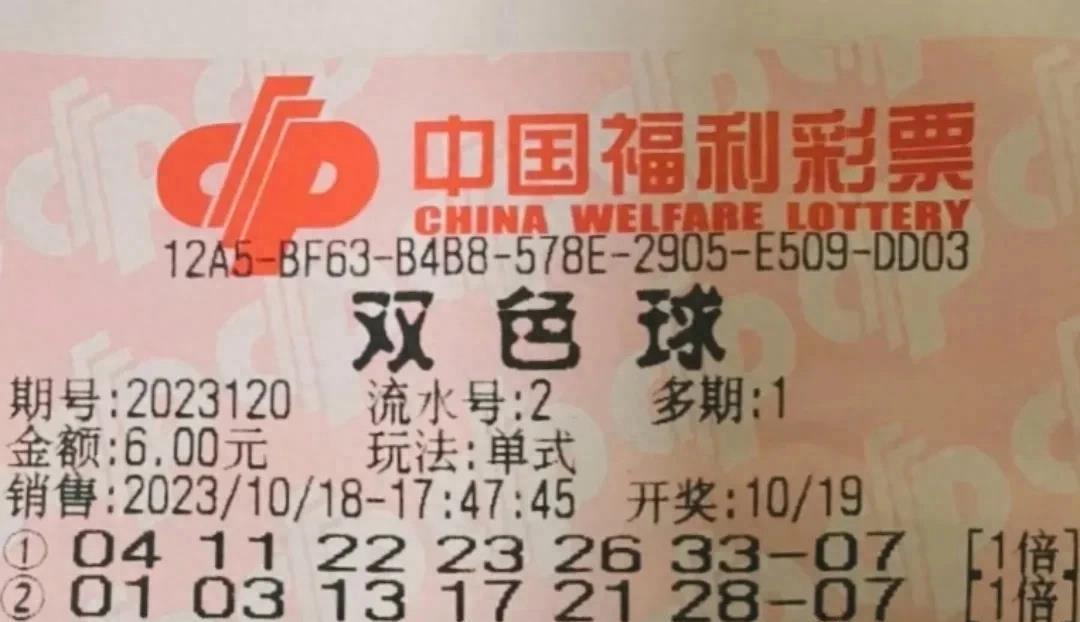 中国福利彩票
CHINA WELFARE LOTTERY
12A5-BF63-B4B8-578E-2905-E509-DD03
双色球
期号:2023120 流水号:2 多期:1
金额:6.00元 玩法:单式
销售:2023/10/18-17:47:45 开奖:10/19
① 04 11 22 23 26 33-07 [1倍]
② 01 03 13 17 21 28-07 [1倍]